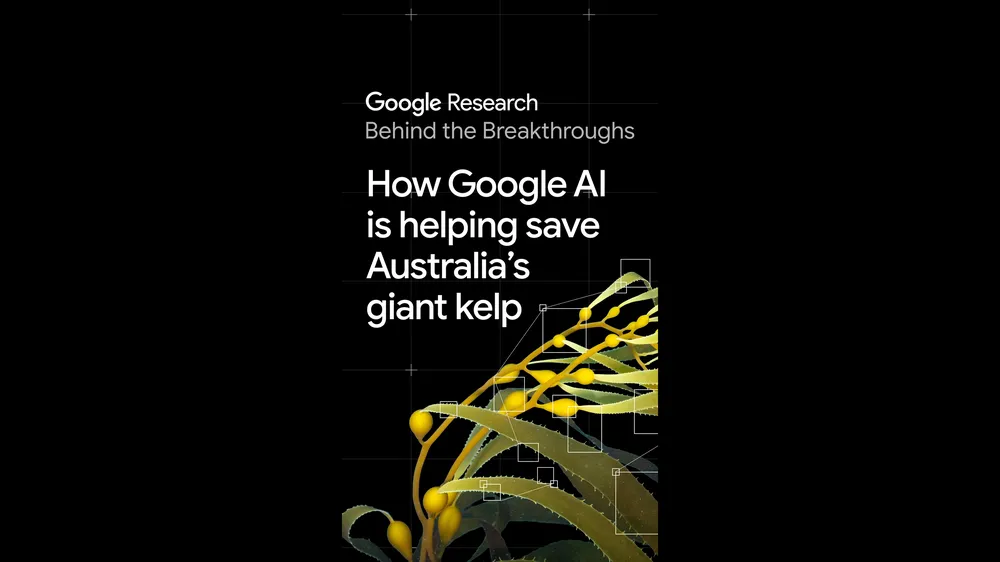 Google Research
Behind the Breakthroughs
How Google AI
is helping save
Australia’s
giant kelp